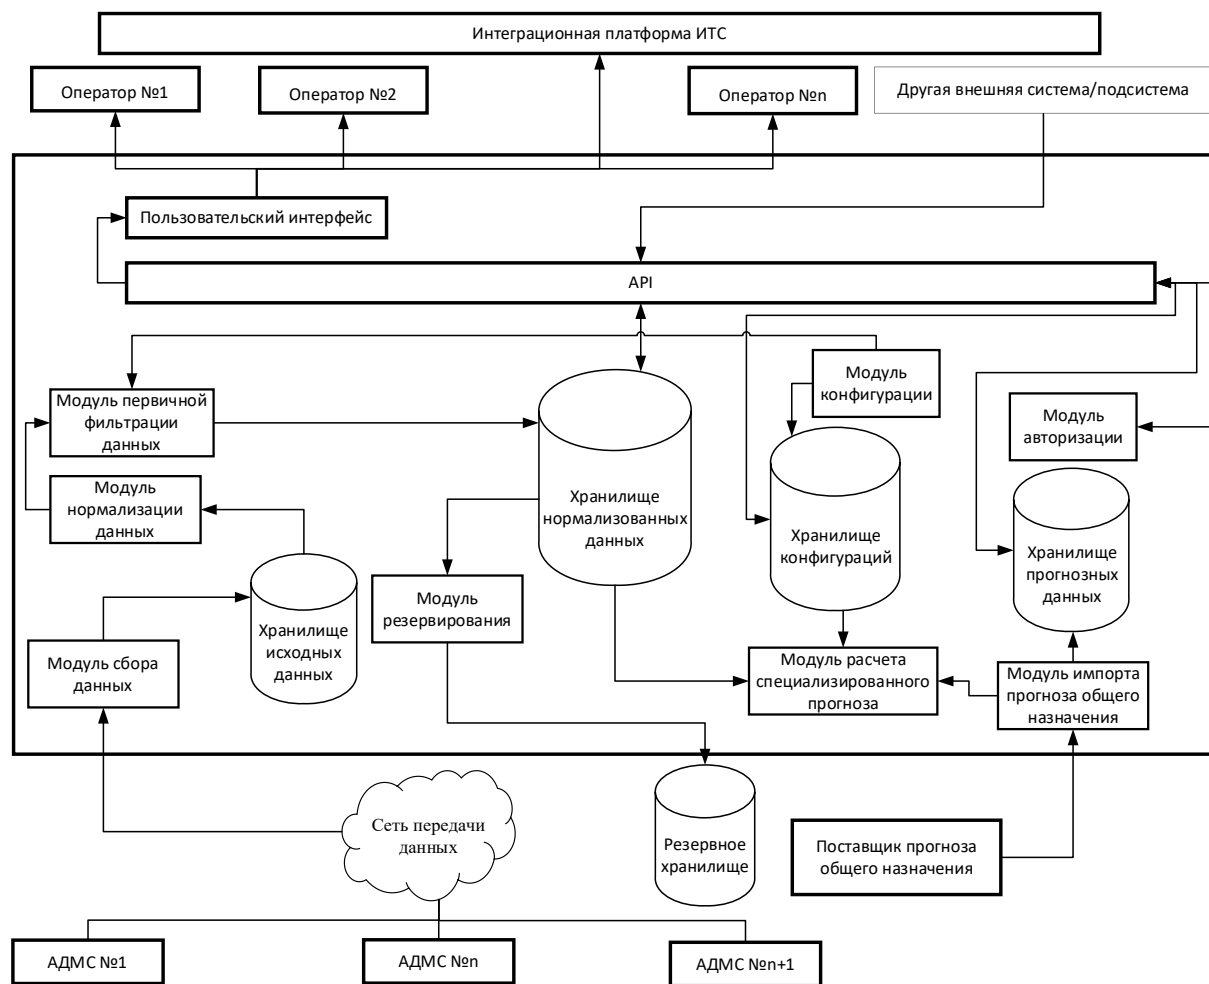 Интеграционная платформа ИТС
Оператор №1
Оператор №2
Оператор №n
Другая внешняя система/подсистема
Пользовательский интерфейс
API
Модуль первичной
фильтрации
данных
Модуль
нормализации
данных
Хранилище
исходных
данных
Модуль сбора
данных
Модуль
резервирования
Хранилище
нормализованных
данных
Модуль
конфигурации
Хранилище
конфигураций
Модуль
авторизации
Хранилище
прогнозных
данных
Модуль расчета
специализированного
прогноза
Модуль импорта
прогноза общего
назначения
Сеть передачи
данных
Резервное
хранилище
Поставщик прогноза
общего назначения
АДМС №1
АДМС №n
АДМС №n+1